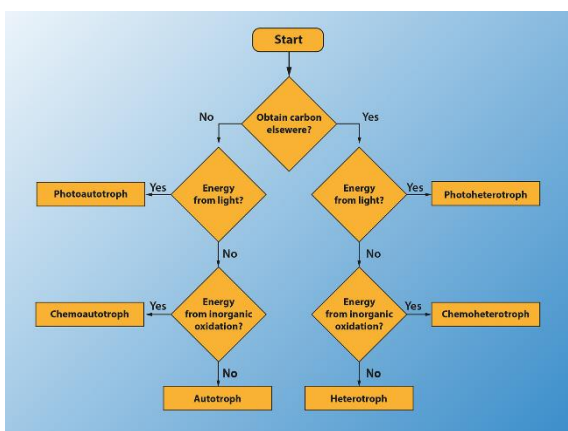 Start
No
Obtain carbon
elsewere?
Yes
Photoautotroph
Yes
Energy
from light?
Energy
from light?
Yes
Photoheterotroph
No
No
Chemoautotroph
Yes
Energy
from inorganic
oxidation?
Energy
from inorganic
oxidation?
Yes
Chemoheterotroph
No
No
Autotroph
Heterotroph